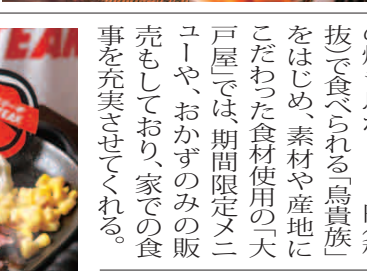 抜)で食べられる「鳥貴族」
をはじめ、素材や産地に
こだわった食材使用の「大
戸屋」では、期間限定メニ
ューや、おかずのみの販
売もしており、家での食
事を充実させてくれる。